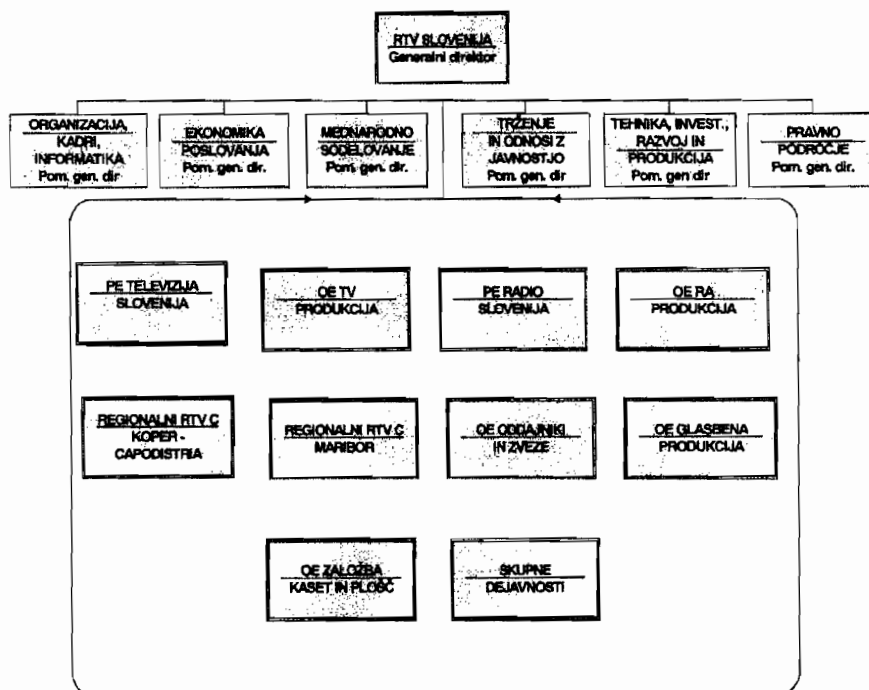 RTV SLOVENIJA
Generalni direktor
ORGANIZACIJA,
KADRI,
INFORMATIKA
Pom. gen. dir
EKONOMIKA
POSLOVANJA
Pom. gen. dir.
MEDNARODNO
SODELOVANJE
Pom. gen. dir.
TRŽENJE
IN ODNOSI Z
JAVNOSTJO
Pom. gen. dir
TEHNIKA, INVEST.,
RAZVOJ IN
PRODUKCIJA
Pom. gen. dir
PRAVNO
PODROČJE
Pom. gen. dir.
PE TELEVIZIJA
SLOVENIJA
OE TV
PRODUKCIJA
PE RADIO
SLOVENIJA
OE RA
PRODUKCIJA
REGIONALNI RTV C
KOPER -
CAPODISTRIA
REGIONALNI RTV C
MARIBOR
OE ODDAJNIKI
IN ZVEZE
OE GLASBENA
PRODUKCIJA
OE ZALOŽBA
KASET IN PLOŠČ
SKUPNE
DEJAVNOSTI